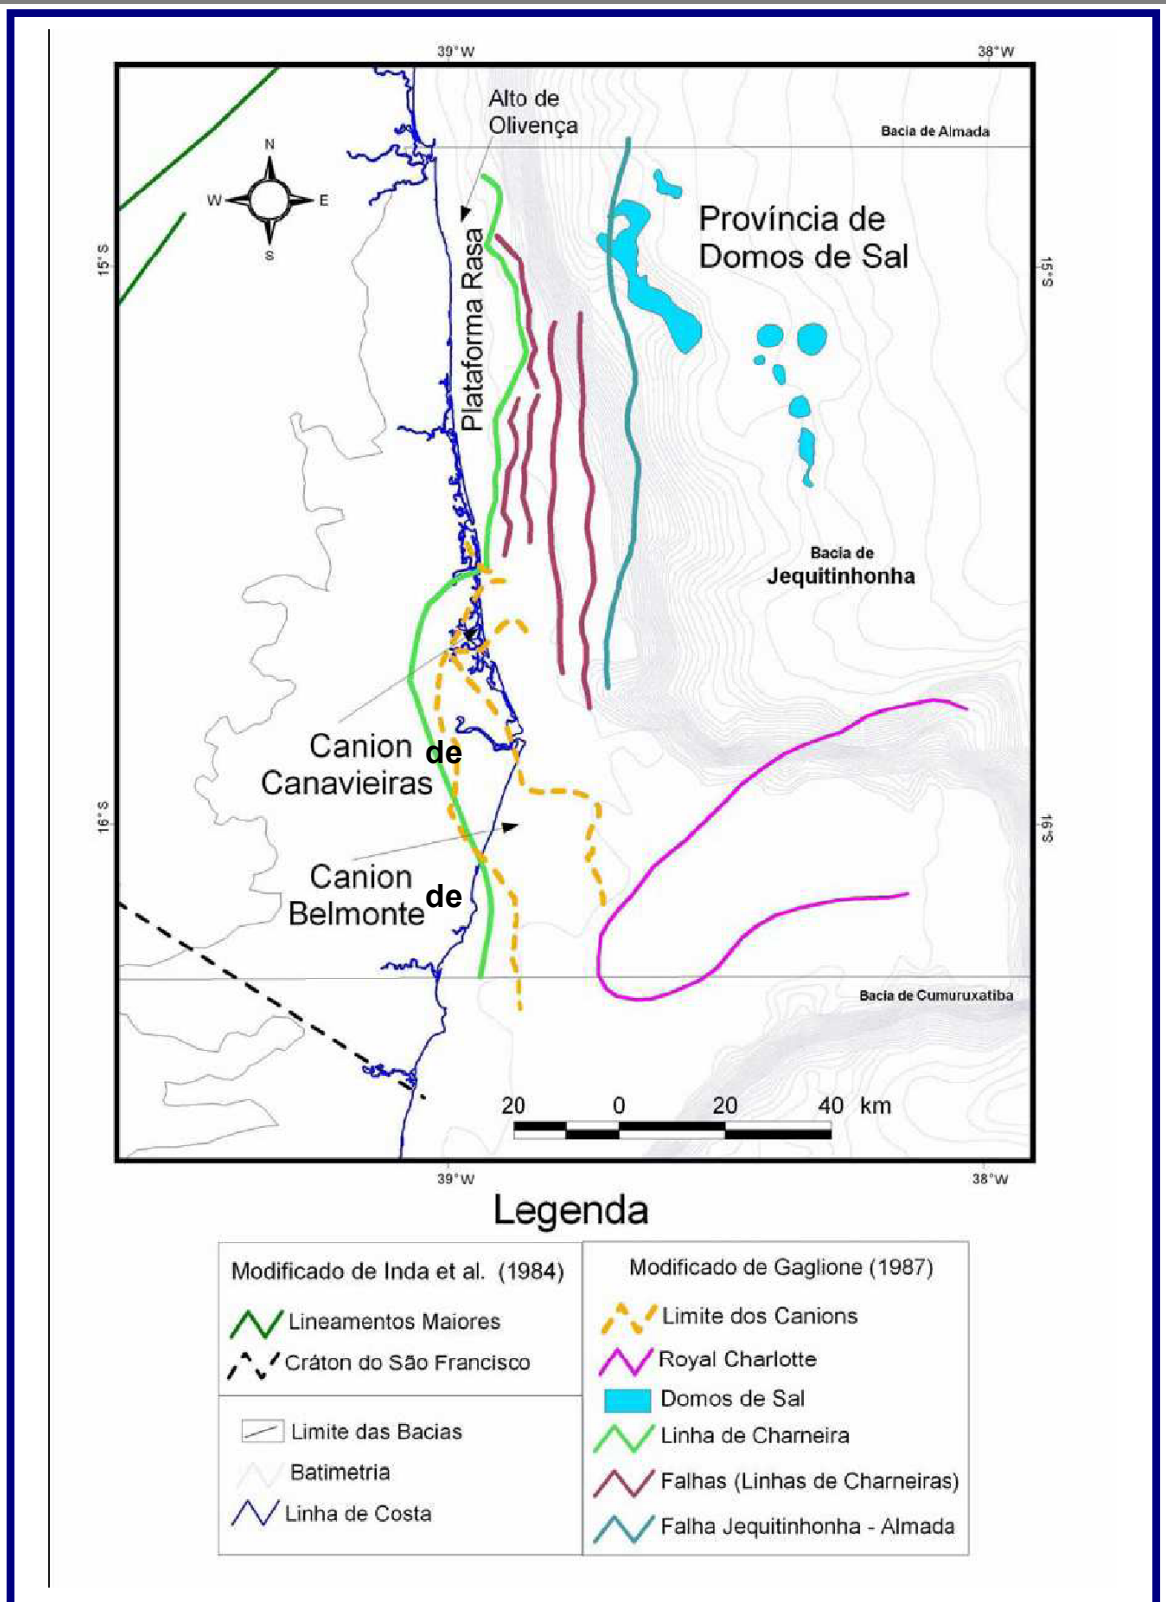 39°W
38°W
Alto de
Olivença
Bacia de Almada
N
W
E
S
Província de
Domos de Sal
15°S
15°S
Plataforma Rasa
Bacia de
Jequitinhonha
Canion de
Canavieiras
16°S
16°S
Canion de
Belmonte
Bacia de Cumuruxatiba
20 0 20 40 km
39°W
38°W
Legenda
Modificado de Inda et al. (1984)
Lineamentos Maiores
Cráton do São Francisco
Limite das Bacias
Batimetria
Linha de Costa
Modificado de Gaglione (1987)
Limite dos Canions
Royal Charlotte
Domos de Sal
Linha de Charneira
Falhas (Linhas de Charneiras)
Falha Jequitinhonha - Almada